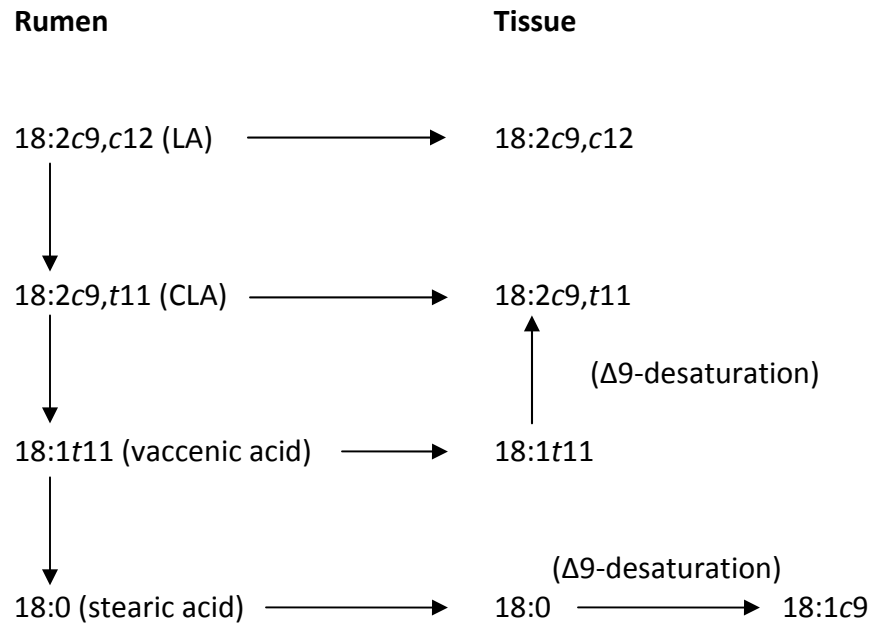 Rumen Tissue
18:2c9,c12 (LA) 18:2c9,c12
18:2c9,t11 (CLA) 18:2c9,t11
(Δ9-desaturation)
18:1t11 (vaccenic acid) 18:1t11
(Δ9-desaturation)
18:0 (stearic acid) 18:0 18:1c9